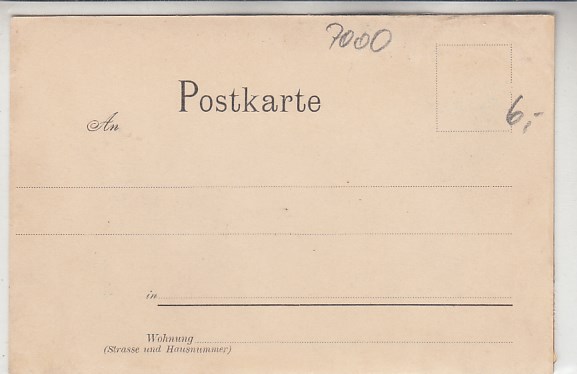 7000
Postkarte
6,-
An
in
Wohnung
(Strasse und Hausnummer)